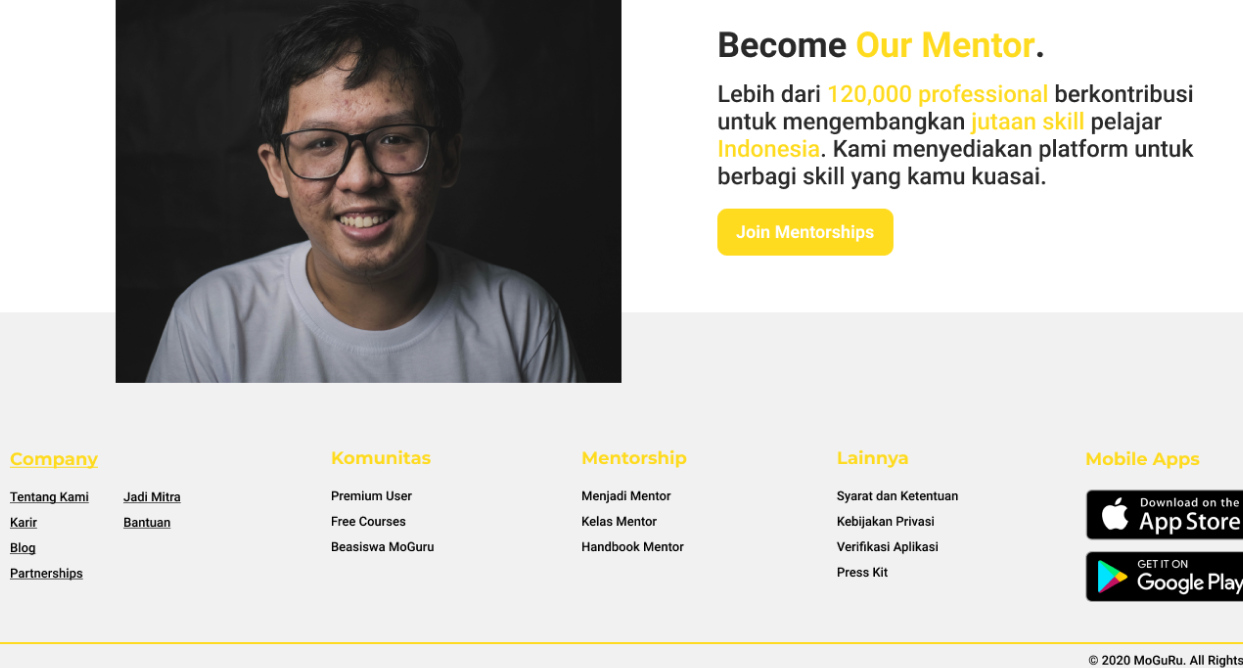 Become Our Mentor.
Lebih dari 120,000 professional berkontribusi
untuk mengembangkan jutaan skill pelajar
Indonesia. Kami menyediakan platform untuk
berbagi skill yang kamu kuasai.
Join Mentorships
Company
Tentang Kami
Karir
Blog
Partnerships
Jadi Mitra
Bantuan
Komunitas
Premium User
Free Courses
Beasiswa MoGuru
Mentorship
Menjadi Mentor
Kelas Mentor
Handbook Mentor
Lainnya
Syarat dan Ketentuan
Kebijakan Privasi
Verifikasi Aplikasi
Press Kit
Mobile Apps
Download on the
App Store
GET IT ON
Google Play
© 2020 MoGuRu. All Rights